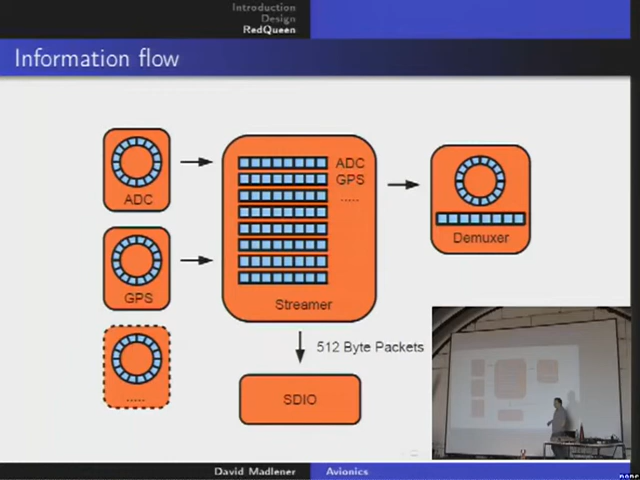 Introduction
Design
RedQueen
Information flow
ADC
GPS
.....
ADC
GPS
.....
Streamer
Demuxer
512 Byte Packets
SDIO
David Madlener
Avionics